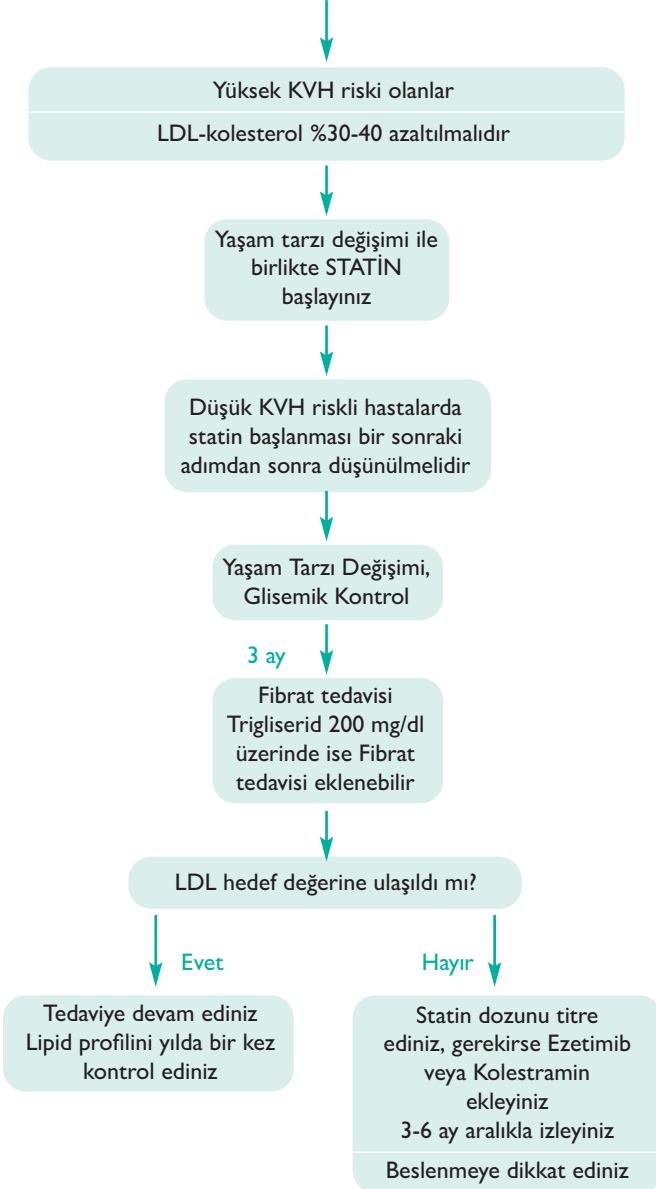 Yüksek KVH riski olanlar
LDL-kolesterol %30-40 azaltılmalıdır
Yaşam tarzı değişimi ile
birlikte STATİN
başlayınız
Düşük KVH riskli hastalarda
statin başlanması bir sonraki
adımdan sonra düşünülmelidir
Yaşam Tarzı Değişimi,
Glisemik Kontrol
3 ay
Fibrat tedavisi
Trigliserid 200 mg/dl
üzerinde ise Fibrat
tedavisi eklenebilir
LDL hedef değerine ulaşıldı mı?
Evet
Hayır
Tedaviye devam ediniz
Lipid profilini yılda bir kez
kontrol ediniz
Statin dozunu titre
ediniz, gerekirse Ezetimib
veya Kolestramin
ekleyiniz
3-6 ay aralıkla izleyiniz
Beslenmeye dikkat ediniz